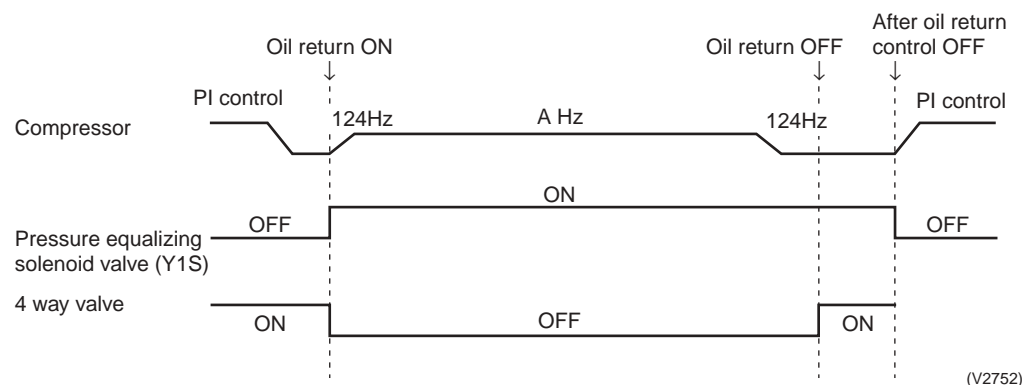 After oil return
Oil return ON
Oil return OFF
control OFF
PI control
PI control
Compressor
124Hz
A Hz
124Hz
ON
OFF
OFF
Pressure equalizing
solenoid valve (Y1S)
4 way valve
ON
OFF
ON
(V2752)